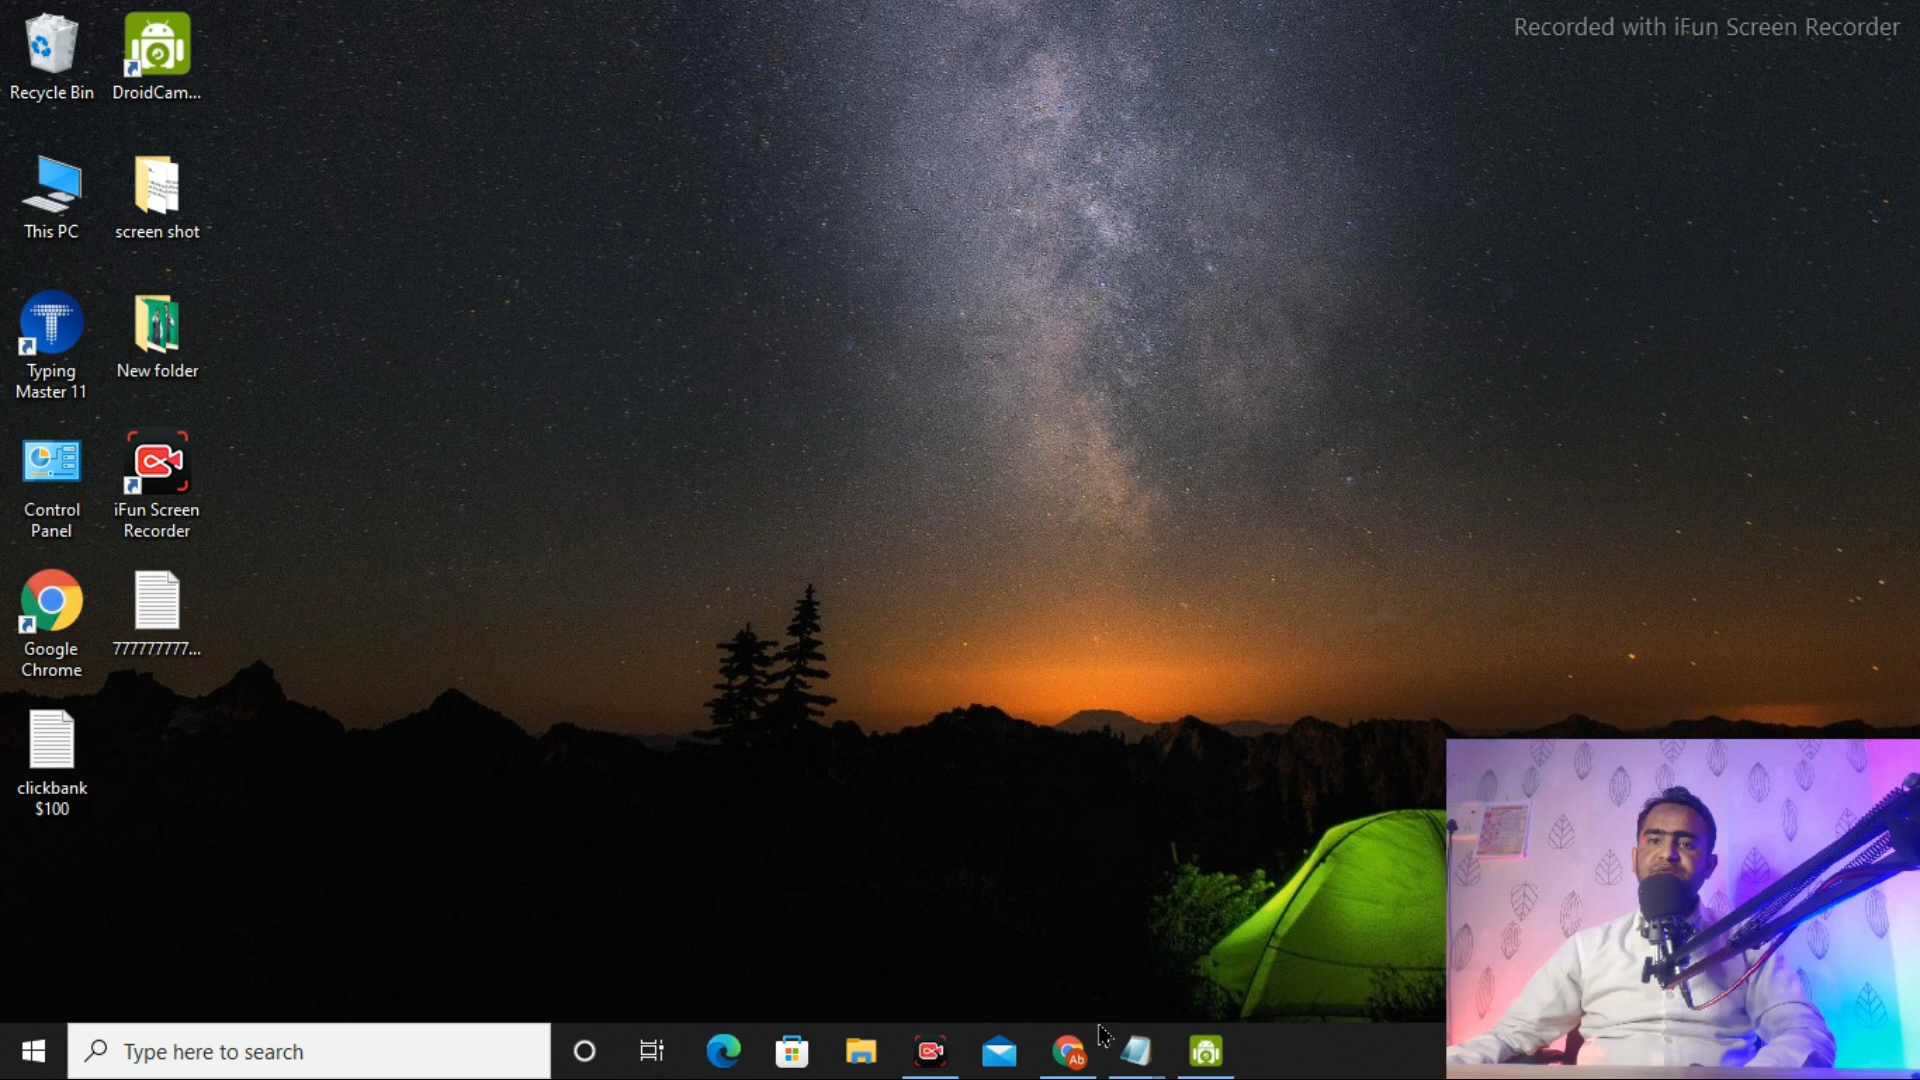 Recorded with iFun Screen Recorder
Recycle Bin
DroidCam...
This PC
screen shot
Typing
Master 11
New folder
Control
Panel
iFun Screen
Recorder
Google
Chrome
777777777...
clickbank
$100
Type here to search
Ab